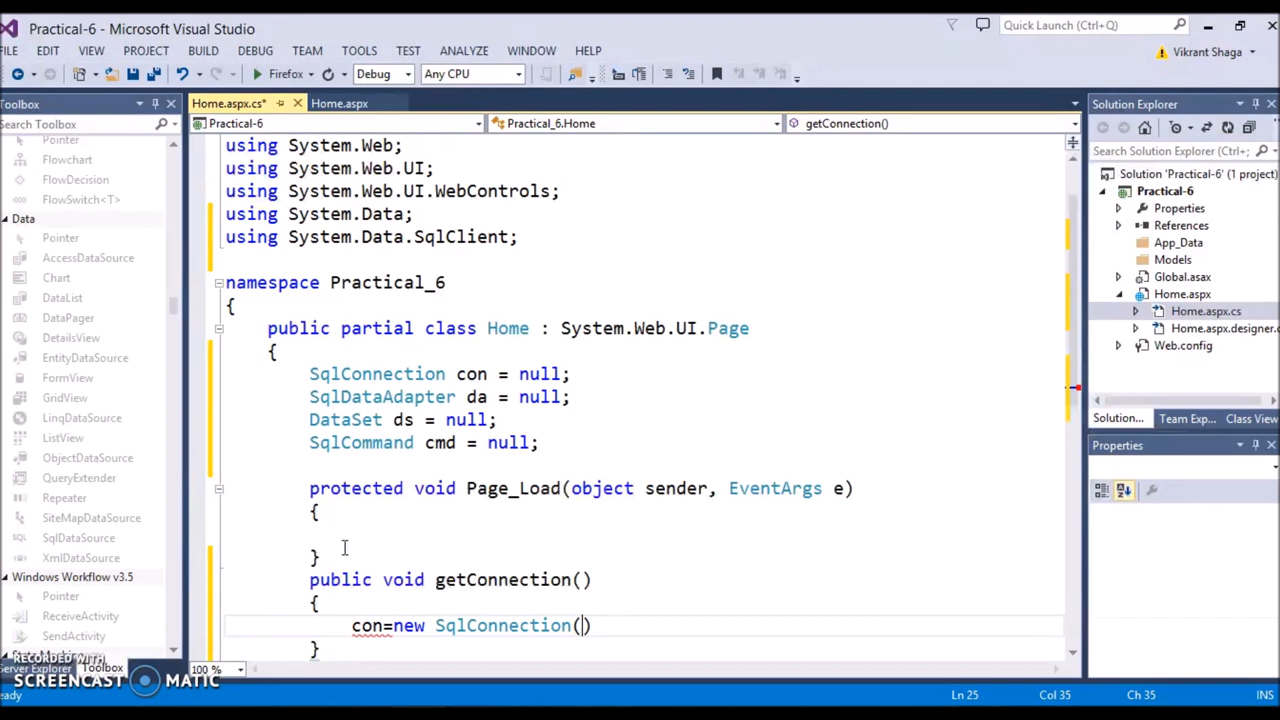 Practical-6 - Microsoft Visual Studio
Quick Launch (Ctrl+Q)
FILE EDIT VIEW PROJECT BUILD DEBUG TEAM TOOLS TEST ANALYZE WINDOW HELP
Vikrant Shaga
Firefox Debug Any CPU
Toolbox
Search Toolbox
Pointer
Flowchart
FlowDecision
FlowSwitch<T>
Data
Pointer
AccessDataSource
Chart
DataList
DataPager
DetailsView
EntityDataSource
FormView
GridView
LinqDataSource
ListView
ObjectDataSource
QueryExtender
Repeater
SiteMapDataSource
SqlDataSource
XmlDataSource
Windows Workflow v3.5
Pointer
ReceiveActivity
SendActivity
Server Explorer Toolbox
Home.aspx.cs* Home.aspx
Practical-6 Practical_6.Home getConnection()
using System.Web;
using System.Web.UI;
using System.Web.UI.WebControls;
using System.Data;
using System.Data.SqlClient;
namespace Practical_6
{
public partial class Home : System.Web.UI.Page
{
SqlConnection con = null;
SqlDataAdapter da = null;
DataSet ds = null;
SqlCommand cmd = null;
protected void Page_Load(object sender, EventArgs e)
{
}
public void getConnection()
{
con=new SqlConnection()
}
100 %
Solution Explorer
Search Solution Explorer (Ctrl+;
Solution 'Practical-6' (1 project)
Practical-6
Properties
References
App_Data
Models
Global.asax
Home.aspx
Home.aspx.cs
Home.aspx.designer.c
Web.config
Solution... Team Exp... Class View
Properties
RECORDED WITH
SCREENCAST MATIC
eady Ln 25 Col 35 Ch 35 INS